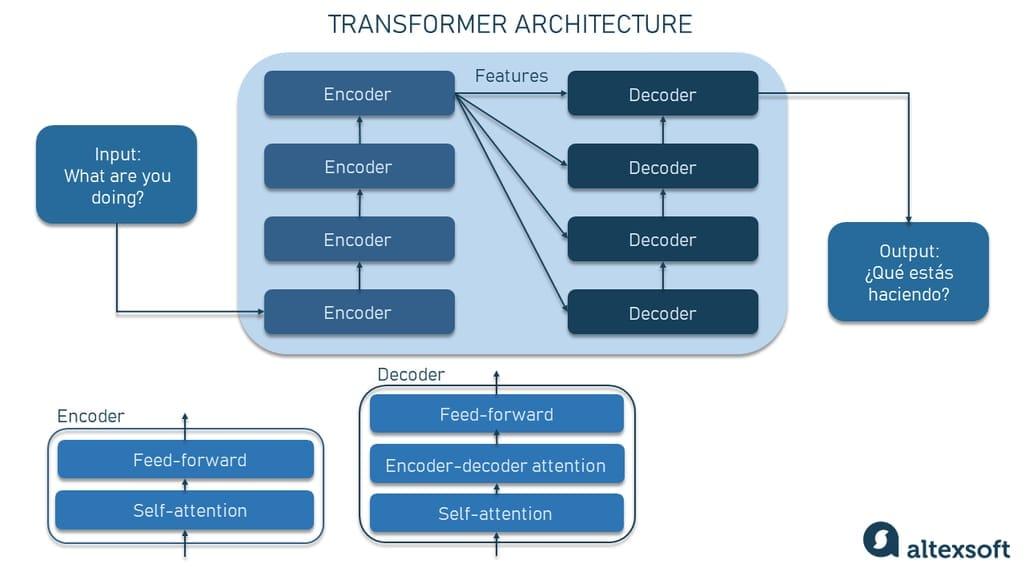 TRANSFORMER ARCHITECTURE
Input:
What are you
doing?
Encoder
Encoder
Encoder
Encoder
Features
Decoder
Decoder
Decoder
Decoder
Output:
¿Qué estás
haciendo?
Encoder
Feed-forward
Self-attention
Decoder
Feed-forward
Encoder-decoder attention
Self-attention
altexsoft